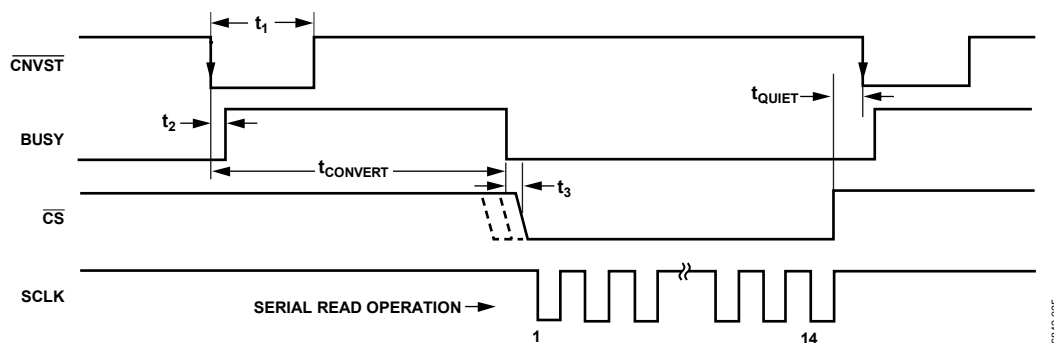 t1
CNVST
tQUIET
t2
BUSY
tCONVERT
t3
CS
SCLK
SERIAL READ OPERATION
1
14